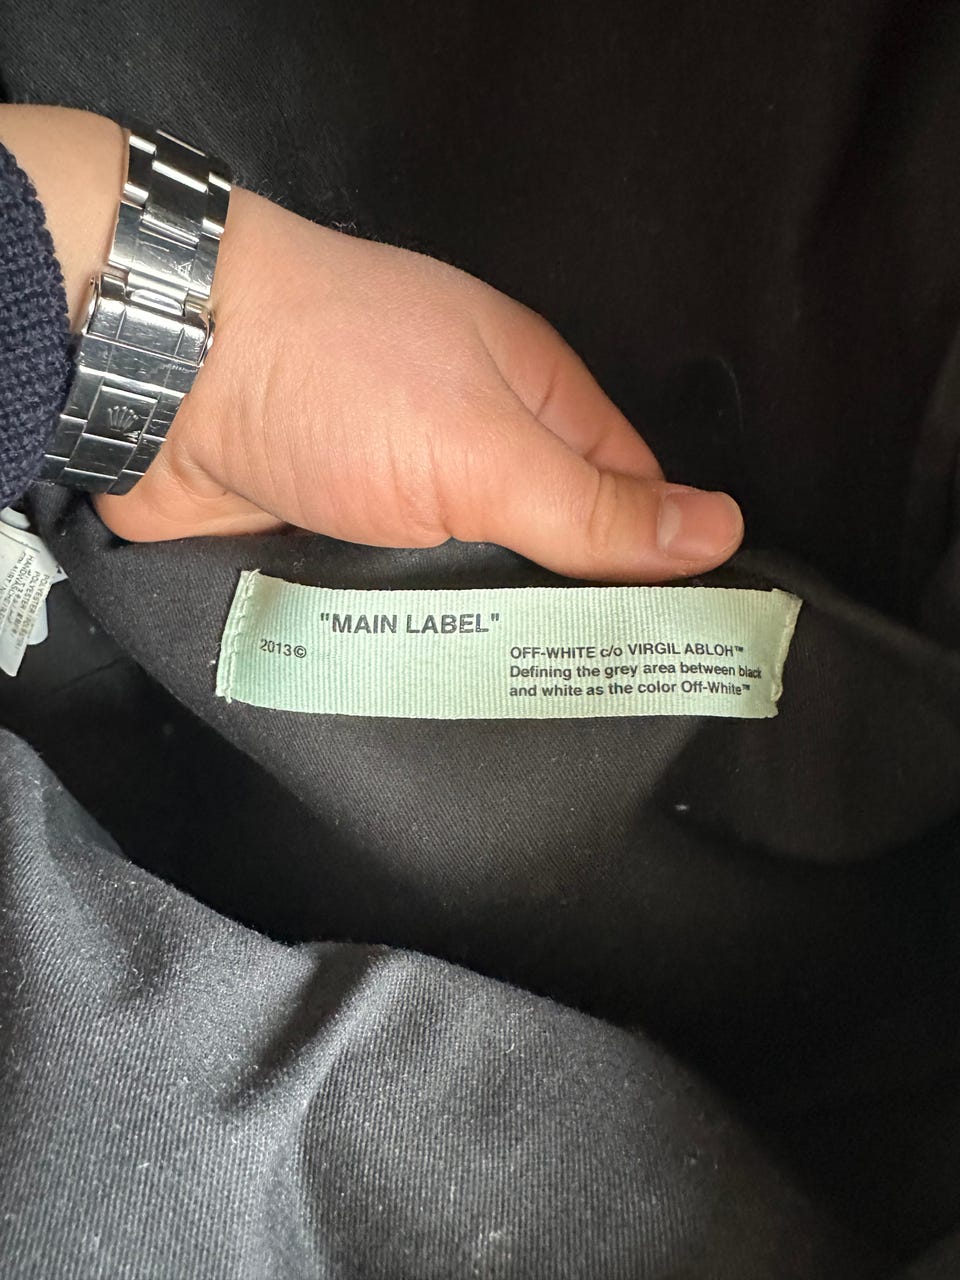 "MAIN LABEL"
2013©
OFF-WHITE c/o VIRGIL ABLOH™
Defining the grey area between black
and white as the color Off-White™
POLYESTER